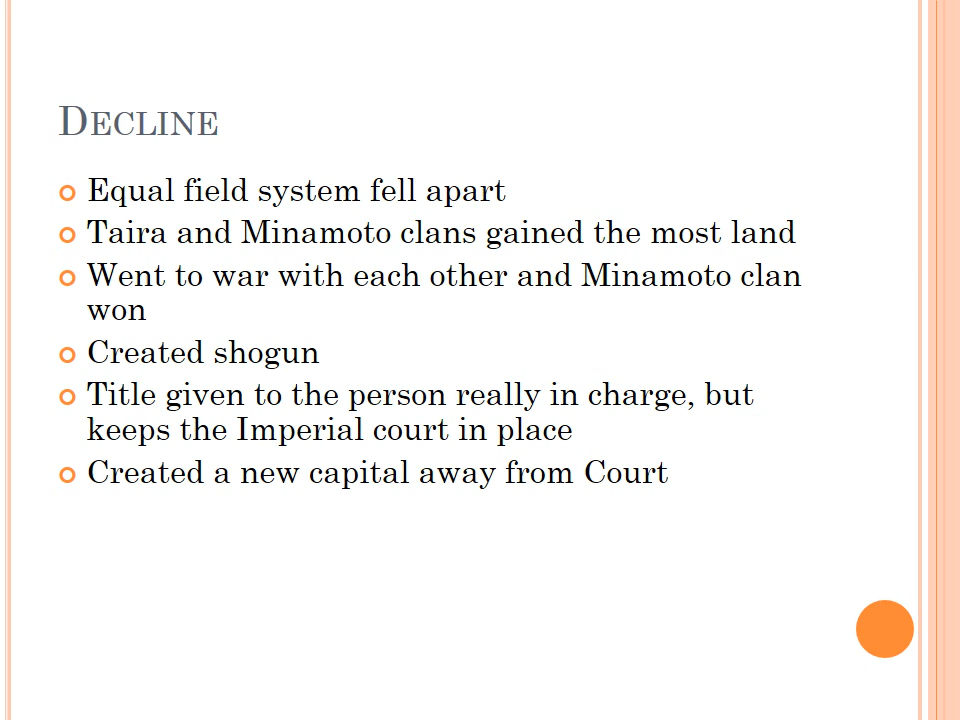 DECLINE
Equal field system fell apart
Taira and Minamoto clans gained the most land
Went to war with each other and Minamoto clan
won
Created shogun
Title given to the person really in charge, but
keeps the Imperial court in place
Created a new capital away from Court